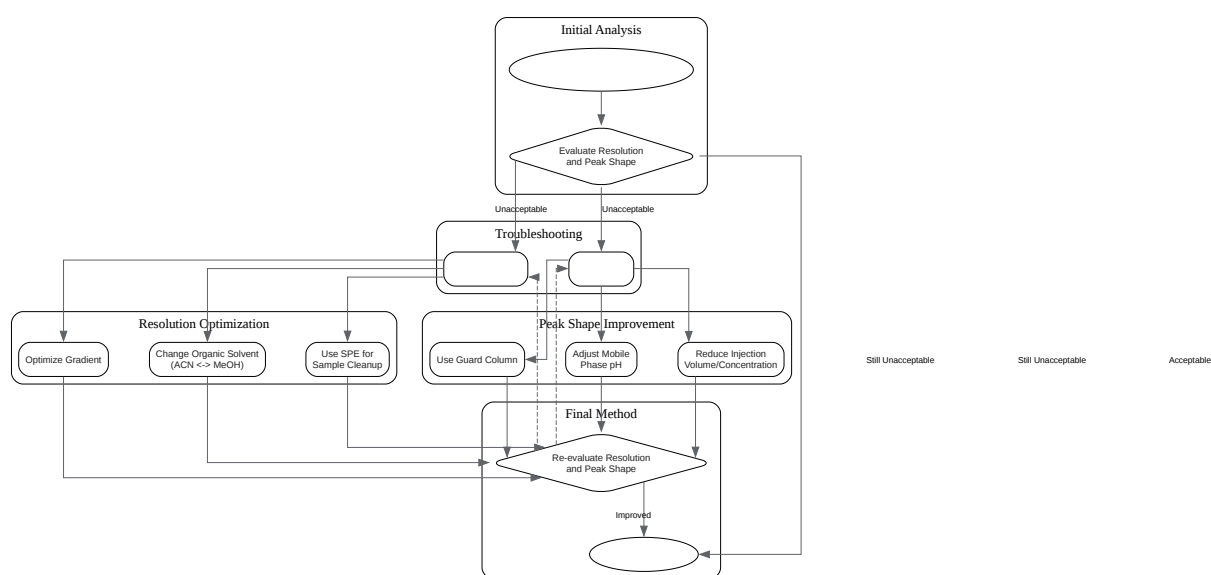 Initial Analysis
Evaluate Resolution
and Peak Shape
Unacceptable
Unacceptable
Troubleshooting
Resolution Optimization
Peak Shape Improvement
Optimize Gradient
Change Organic Solvent
(ACN <-> MeOH)
Use SPE for
Sample Cleanup
Use Guard Column
Adjust Mobile
Phase pH
Reduce Injection
Volume/Concentration
Still Unacceptable
Still Unacceptable
Acceptable
Final Method
Re-evaluate Resolution
and Peak Shape
Improved